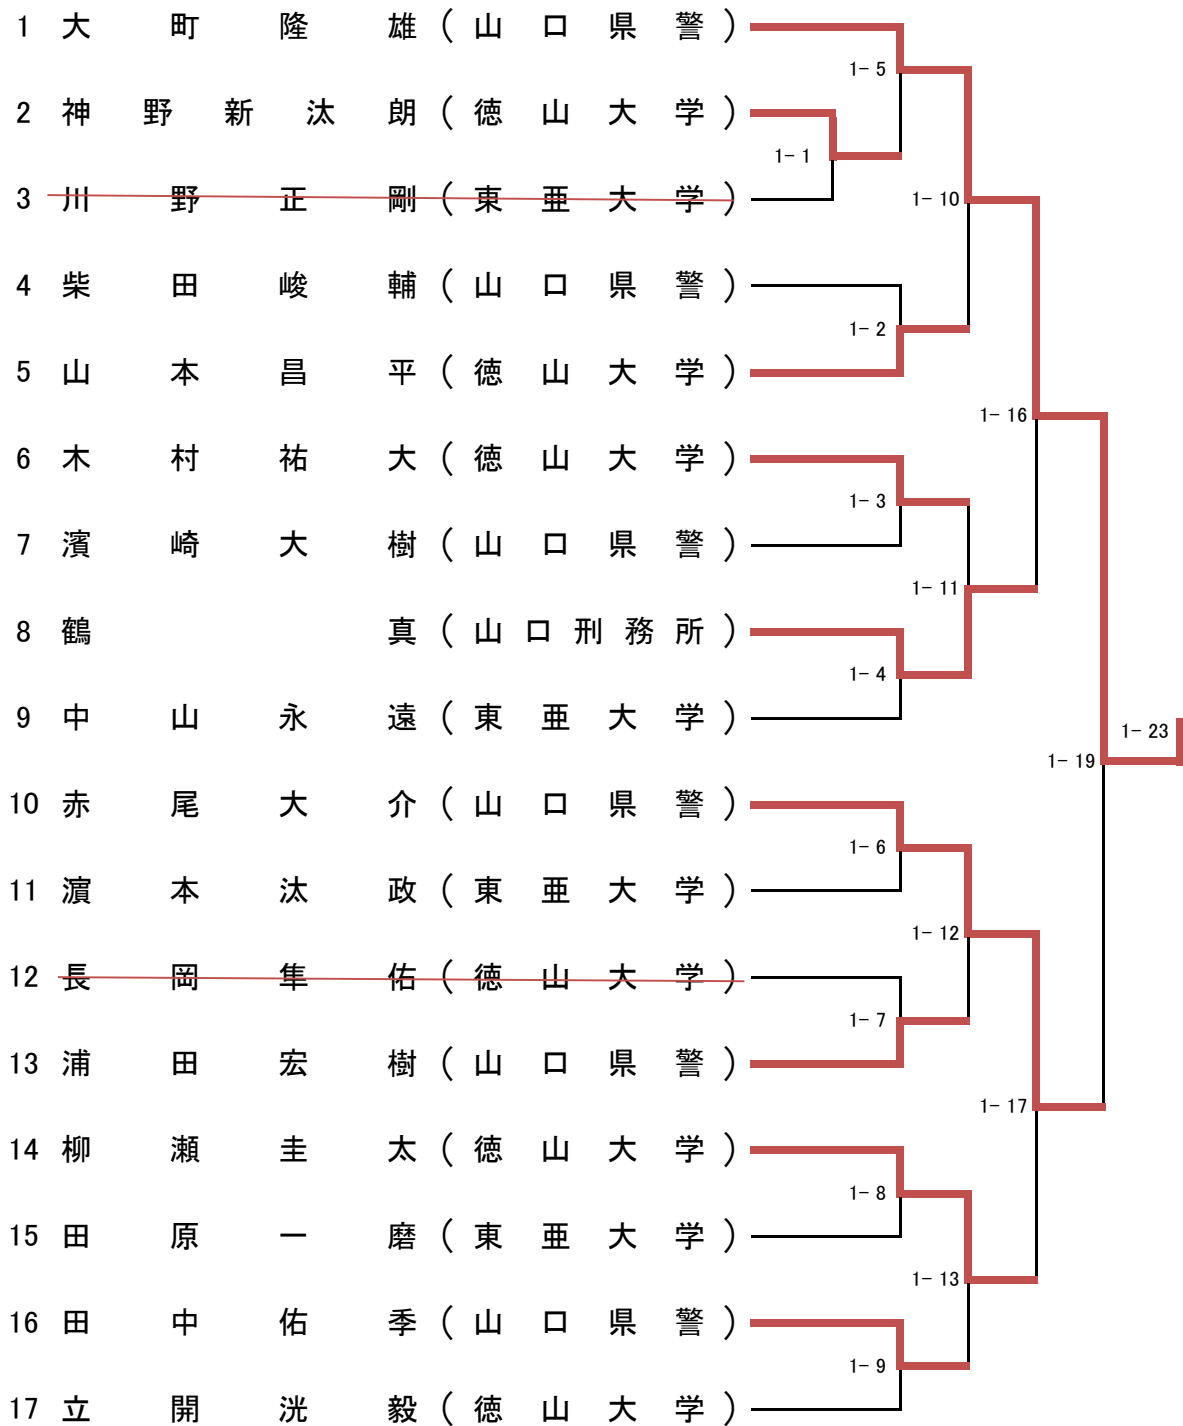 1 大町隆雄(山口県警)
1-5
2 神野新汰朗(徳山大学)
1-1
3 川野正剛(東亜大学)
1-10
4 柴田峻輔(山口県警)
1-2
5 山本昌平(徳山大学)
1-16
6 木村祐大(徳山大学)
1-3
7 濱崎大樹(山口県警)
1-11
8 鶴真(山口刑務所)
1-4
9 中山永遠(東亜大学)
1-23
1-19
10 赤尾大介(山口県警)
1-6
11 濵本汰政(東亜大学)
1-12
12 長岡隼佑(徳山大学)
1-7
13 浦田宏樹(山口県警)
1-17
14 柳瀬圭太(徳山大学)
1-8
15 田原一磨(東亜大学)
1-13
16 田中佑季(山口県警)
1-9
17 立開洸毅(徳山大学)